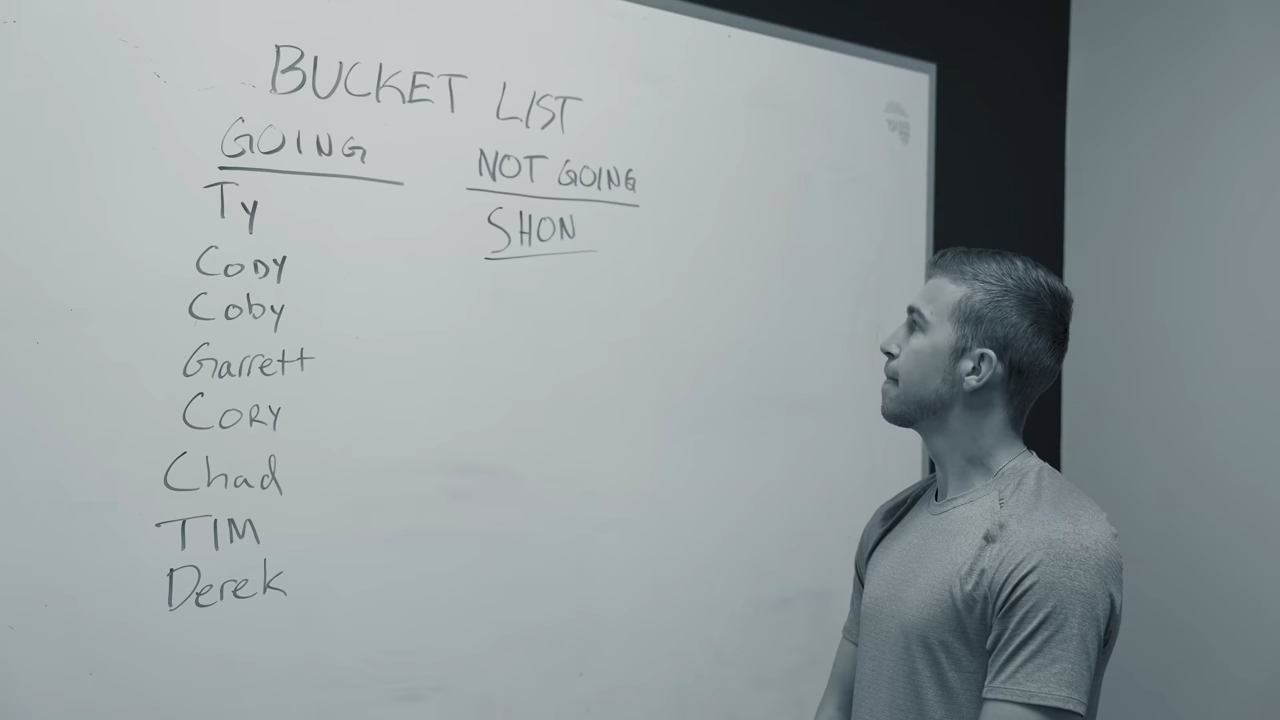 BUCKET LIST
GOING
Ty
CODY
Coby
Garrett
CORY
Chad
TIM
Derek
NOT GOING
SHON